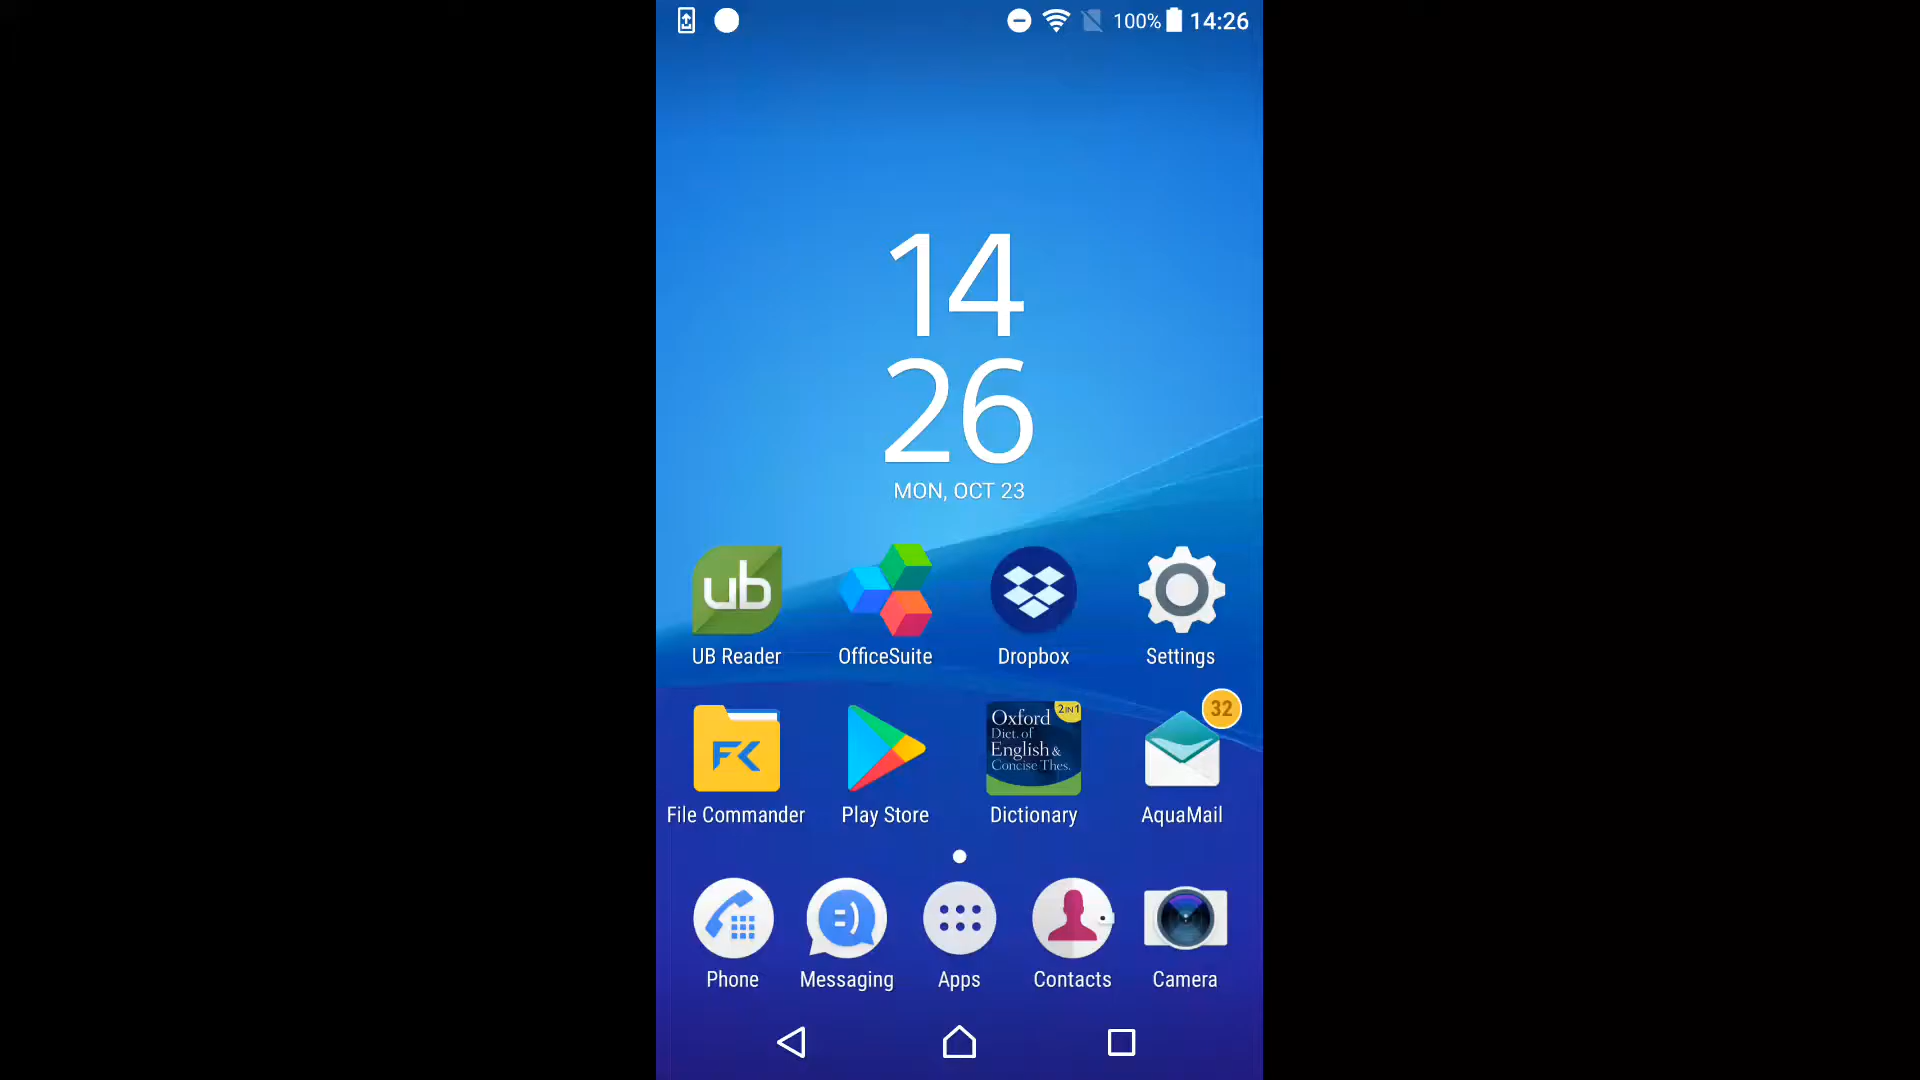 100% 14:26
14
26
MON, OCT 23
ub
UB Reader OfficeSuite Dropbox Settings
2IN1
Oxford
Dict. of
English &
Concise Thes.
32
File Commander Play Store Dictionary AquaMail
Phone Messaging Apps Contacts Camera